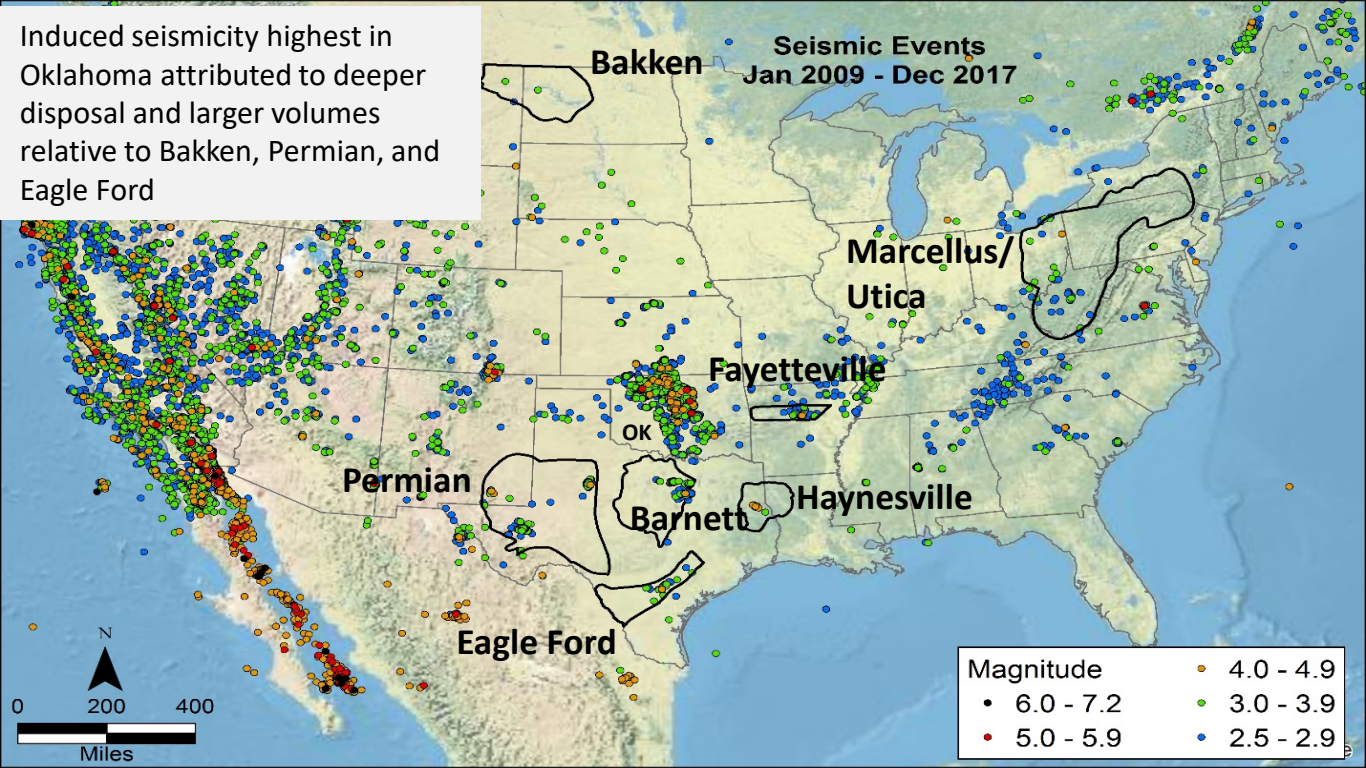 Induced seismicity highest in
Oklahoma attributed to deeper
disposal and larger volumes
relative to Bakken, Permian, and
Eagle Ford
Seismic Events
Jan 2009 - Dec 2017
Bakken
Marcellus/
Utica
Fayetteville
OK
Permian
Barnett
Haynesville
Eagle Ford
N
0 200 400
Miles
Magnitude
6.0 - 7.2
5.0 - 5.9
4.0 - 4.9
3.0 - 3.9
2.5 - 2.9